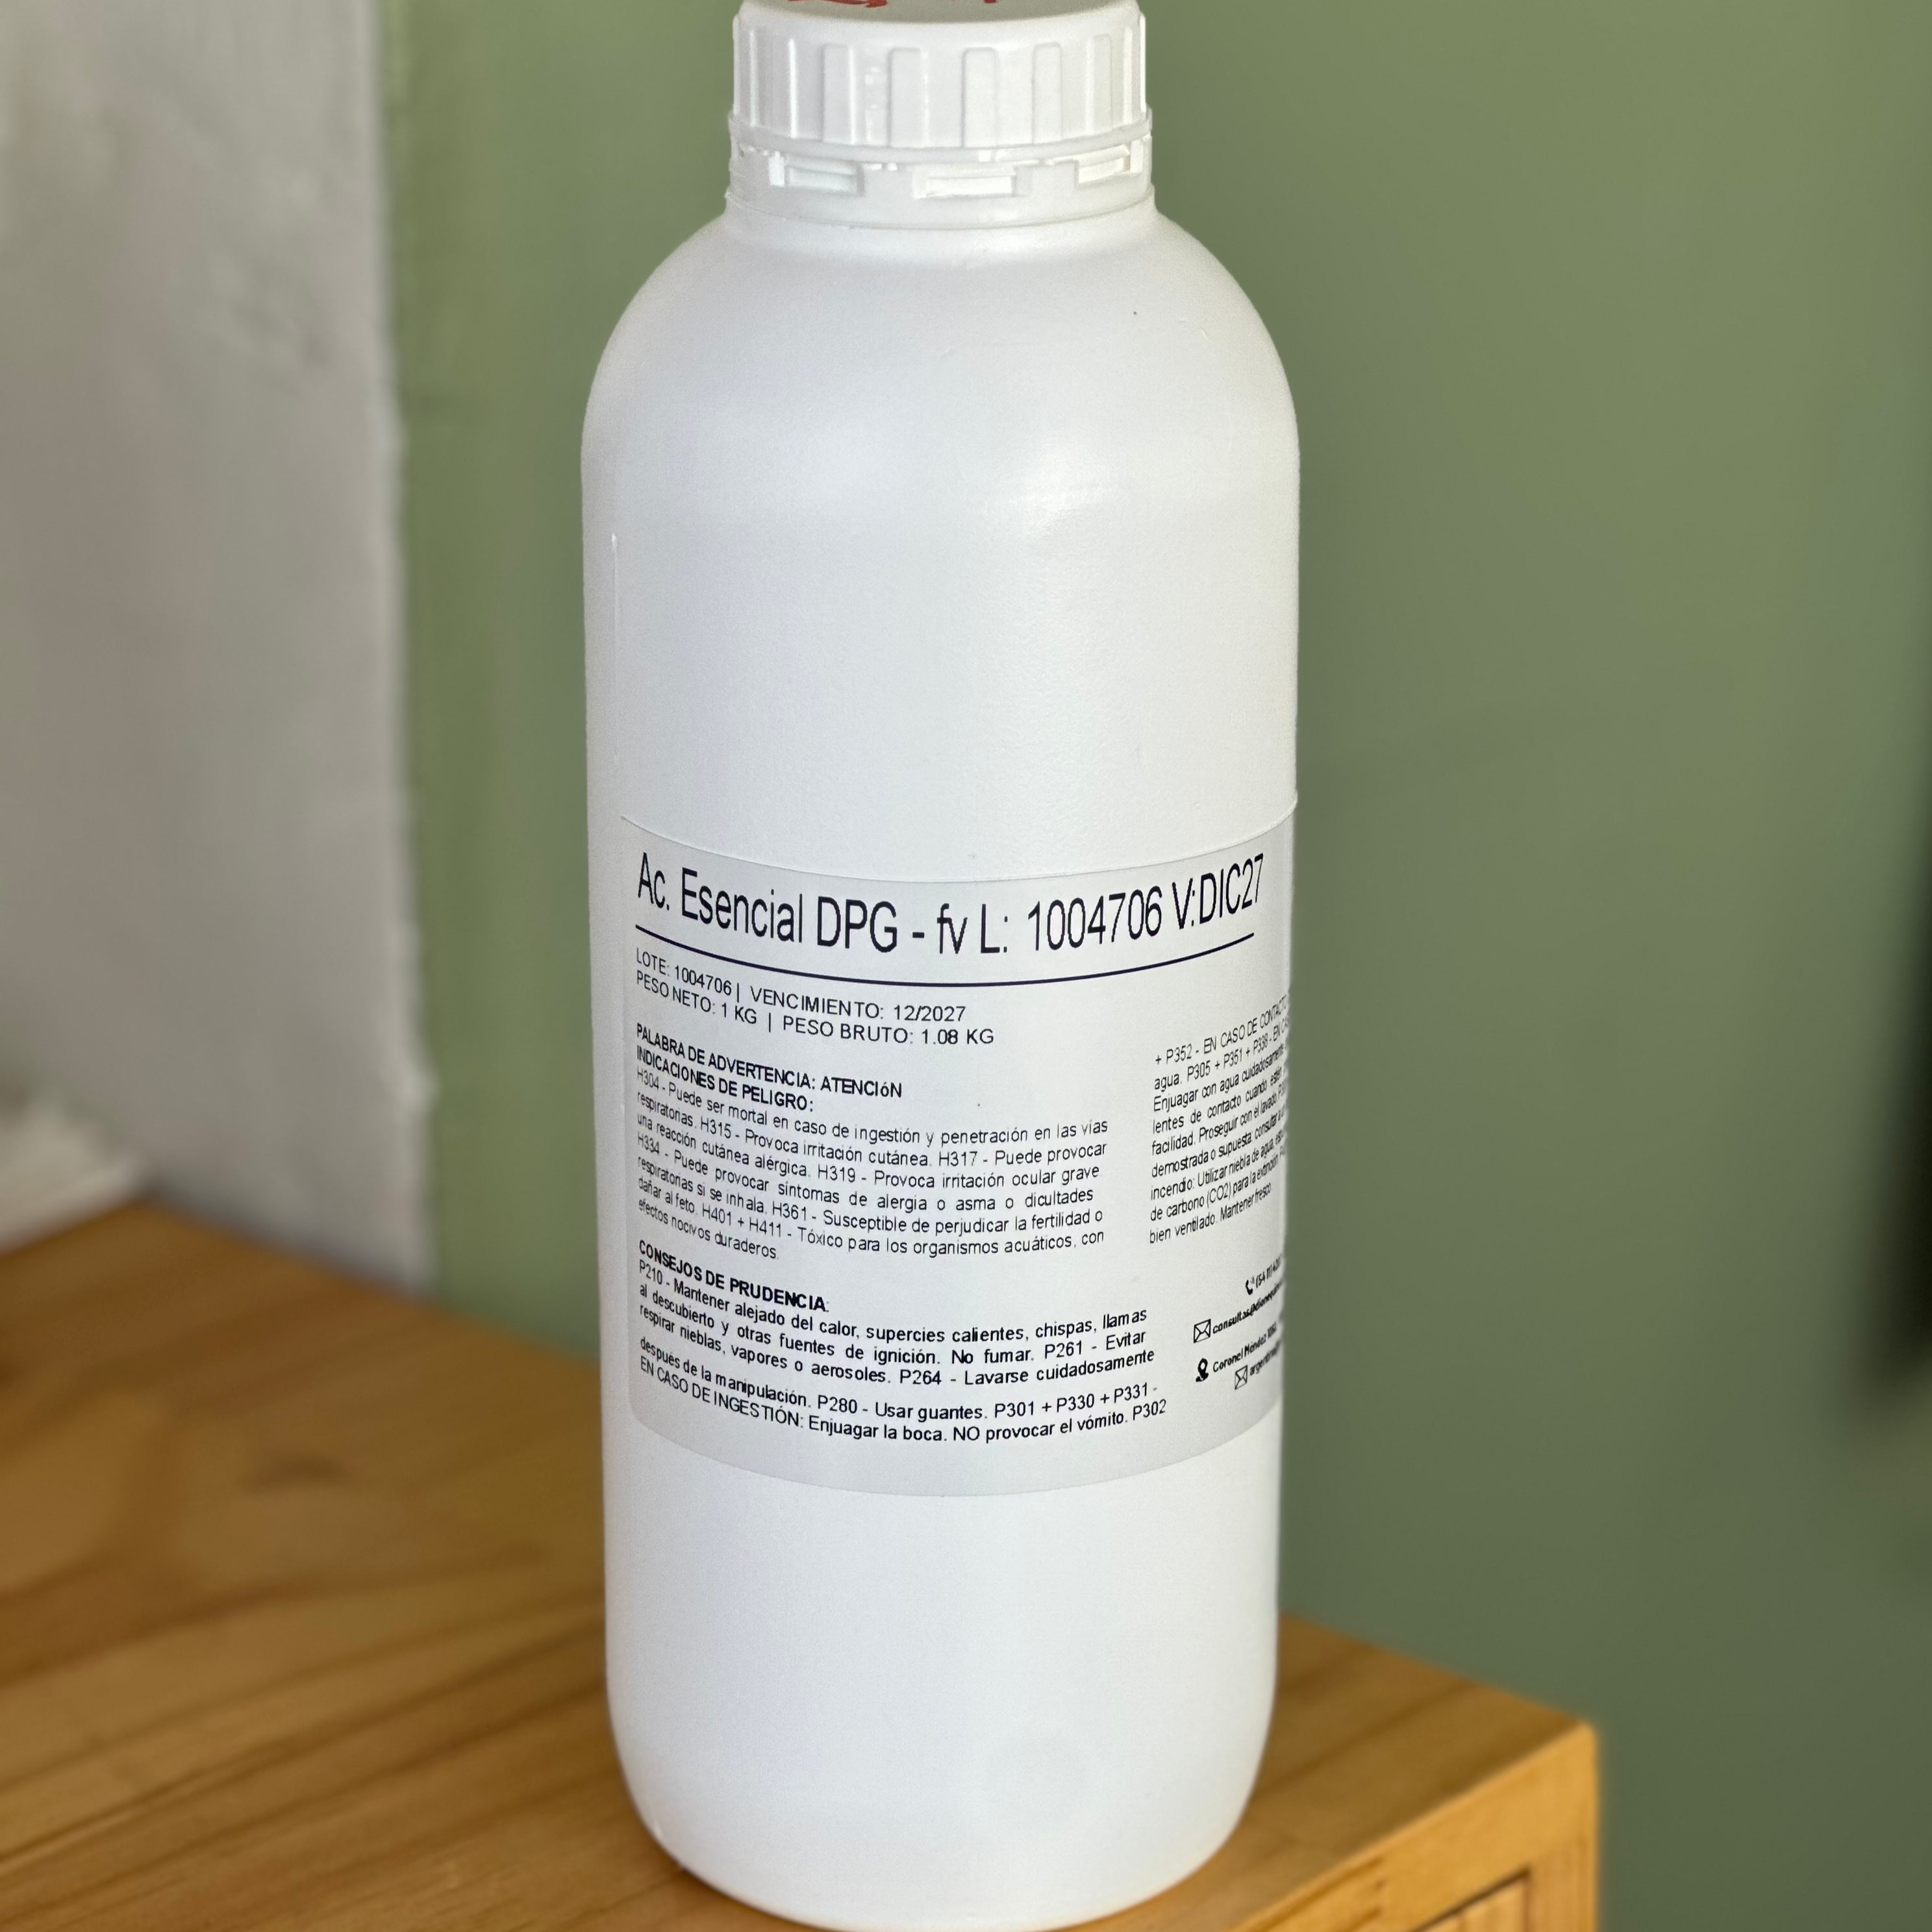 Ac. Esencial DPG - fv L: 1004706 V:DIC27
LOTE: 1004706 | VENCIMIENTO: 12/2027
PESO NETO: 1 KG | PESO BRUTO: 1.08 KG
PALABRA DE ADVERTENCIA: ATENCIóN
INDICACIONES DE PELIGRO:
H304 - Puede ser mortal en caso de ingestión y penetración en las vías
respiratorias. H315 - Provoca irritación cutánea. H317 - Puede provocar
una reacción cutánea alérgica. H319 - Provoca irritación ocular grave
H334 - Puede provocar síntomas de alergia o asma o dicultades
respiratorias si se inhala. H361 - Susceptible de perjudicar la fertilidad o
dañar al feto. H401 + H411 - Tóxico para los organismos acuáticos, con
efectos nocivos duraderos.
CONSEJOS DE PRUDENCIA:
P210 - Mantener alejado del calor, supercies calientes, chispas, llamas
al descubierto y otras fuentes de ignición. No fumar. P261 - Evitar
respirar nieblas, vapores o aerosoles. P264 - Lavarse cuidadosamente
después de la manipulación. P280 - Usar guantes. P301 + P330 + P331 -
EN CASO DE INGESTIÓN: Enjuagar la boca. NO provocar el vómito. P302
+ P352 - EN CASO DE CONTACTO
agua. P305 + P351 + P338 - EN
Enjuagar con agua cuidadosamente
lentes de contacto cuando estén
facilidad. Proseguir con el lavado.
demostrada o supuesta, consultar a
incendio: Utilizar niebla de agua,
de carbono (CO2) para la extinción.
bien ventilado. Mantener fresco
(54 11)
Coronel Méndez